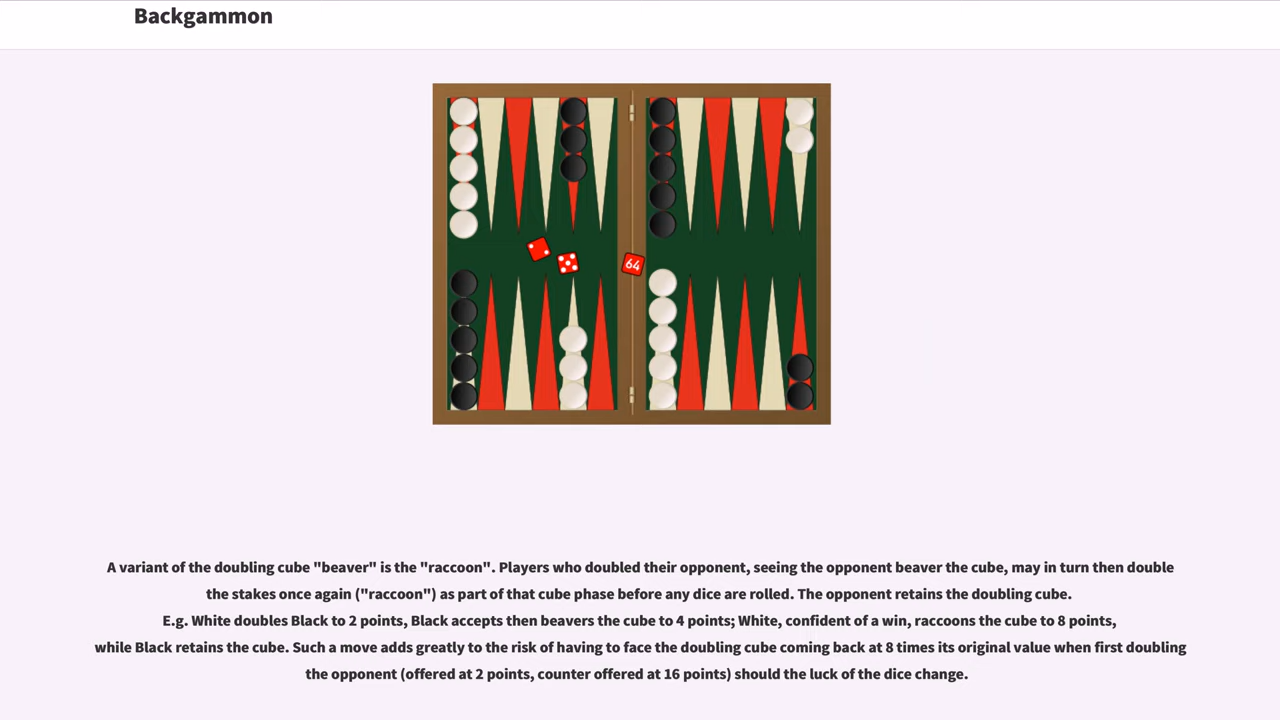 Backgammon
64
A variant of the doubling cube "beaver" is the "raccoon". Players who doubled their opponent, seeing the opponent beaver the cube, may in turn then double
the stakes once again ("raccoon") as part of that cube phase before any dice are rolled. The opponent retains the doubling cube.
E.g. White doubles Black to 2 points, Black accepts then beavers the cube to 4 points; White, confident of a win, raccoons the cube to 8 points,
while Black retains the cube. Such a move adds greatly to the risk of having to face the doubling cube coming back at 8 times its original value when first doubling
the opponent (offered at 2 points, counter offered at 16 points) should the luck of the dice change.